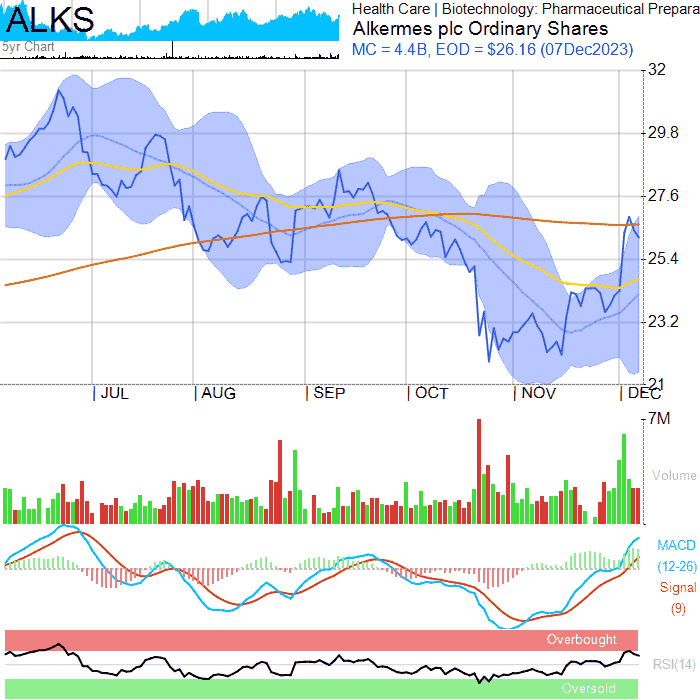 ALKS
5yr Chart
Health Care | Biotechnology: Pharmaceutical Prepara
Alkermes plc Ordinary Shares
MC = 4.4B, EOD = $26.16 (07Dec2023)
32
29.8
27.6
25.4
23.2
21
JUL AUG SEP OCT NOV DEC
7M
Volume
MACD
(12-26)
Signal
(9)
Overbought
RSI(14)
Oversold